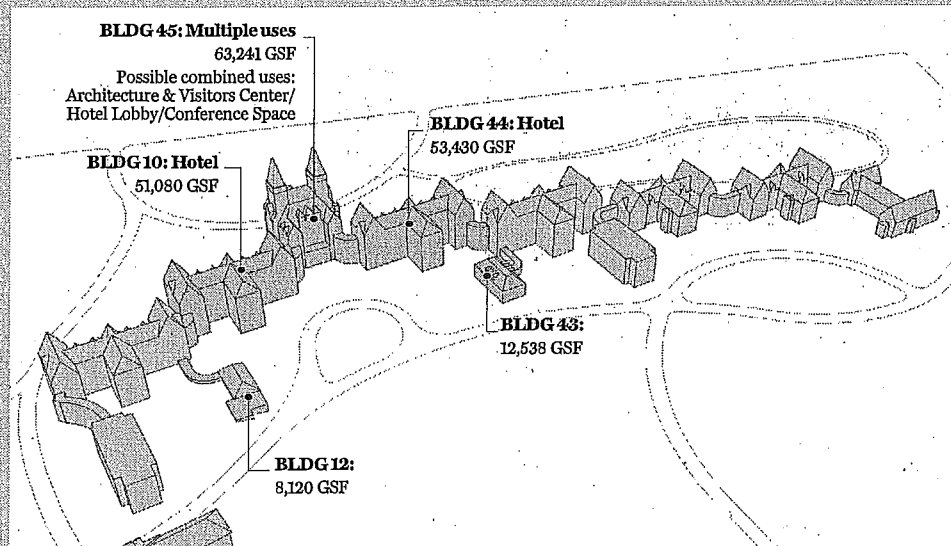 BLDG 45: Multiple uses
63,241 GSF
Possible combined uses:
Architecture & Visitors Center/
Hotel Lobby/Conference Space
BLDG 44: Hotel
53,430 GSF
BLDG 10: Hotel
51,080 GSF
BLDG 43:
12,538 GSF
BLDG 12:
8,120 GSF